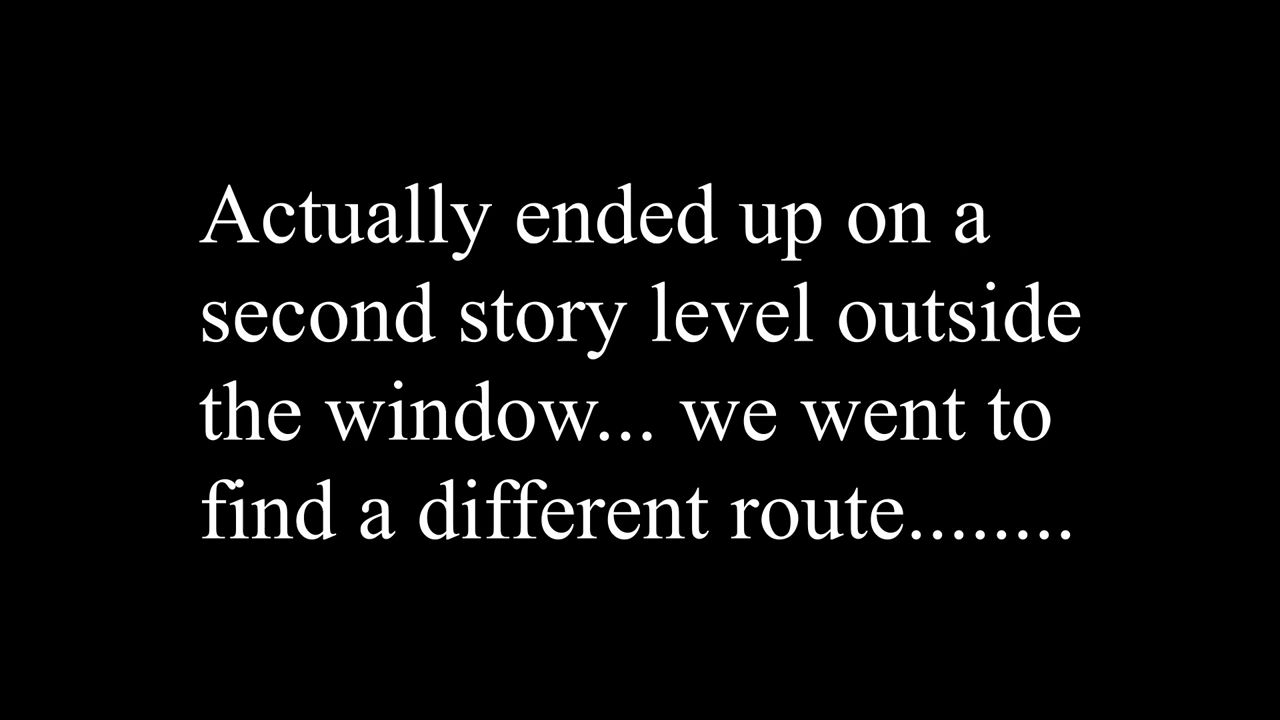 Actually ended up on a
second story level outside
the window... we went to
find a different route........